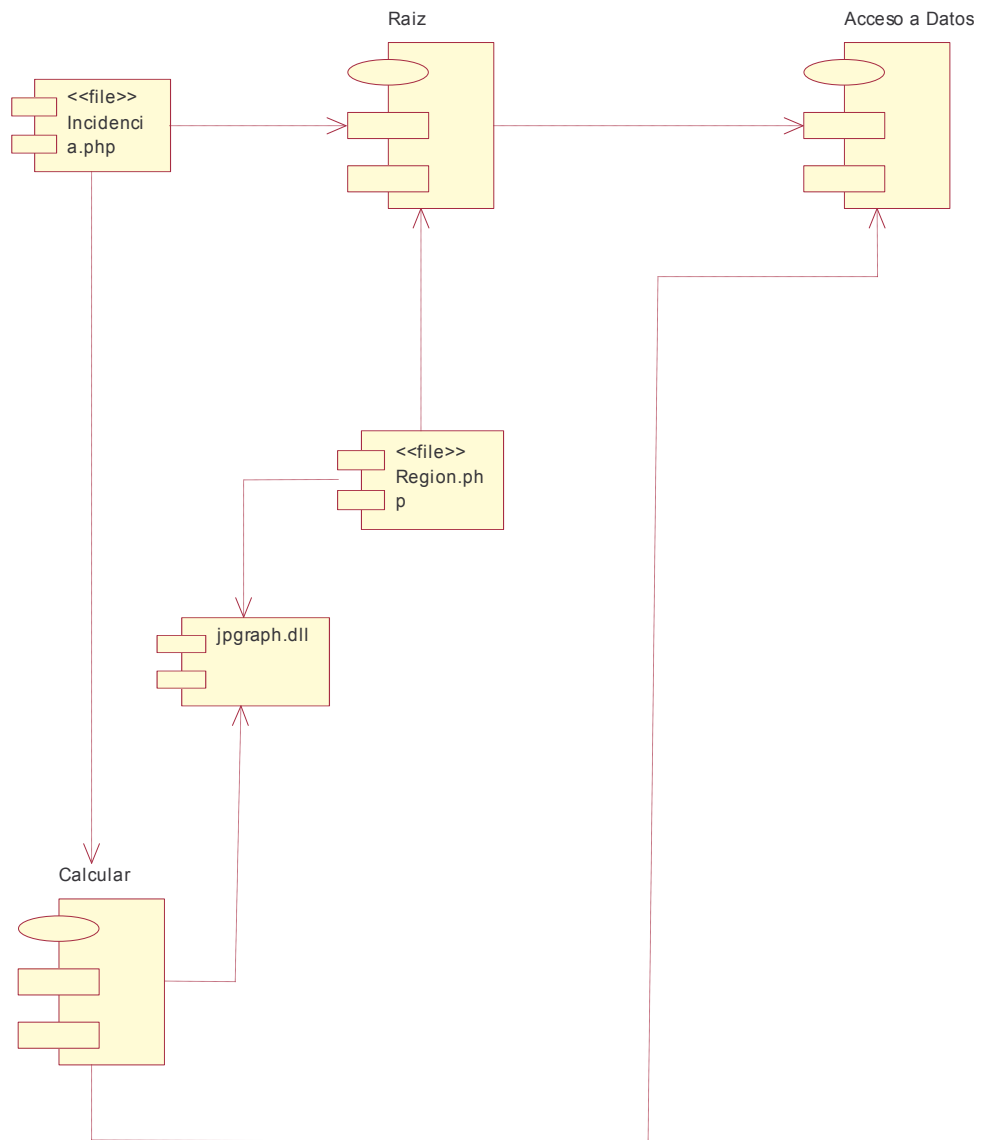 Raiz
Acceso a Datos
<<file>>
Incidenci
a.php
<<file>>
Region.ph
p
jpgraph.dll
Calcular